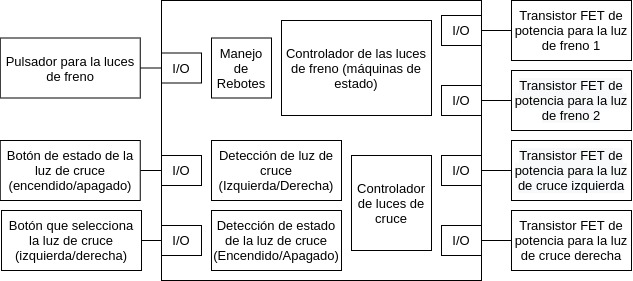 Pulsador para la luces
de freno
I/O
Manejo
de
Rebotes
Controlador de las luces
de freno (máquinas de
estado)
I/O
Transistor FET de
potencia para la luz
de freno 1
I/O
Transistor FET de
potencia para la luz
de freno 2
Botón de estado de la
luz de cruce
(encendido/apagado)
I/O
Detección de luz de
cruce
(Izquierda/Derecha)
Controlador
de luces de
cruce
I/O
Transistor FET de
potencia para la luz
de cruce izquierda
Botón que selecciona
la luz de cruce
(izquierda/derecha)
I/O
Detección de estado
de la luz de cruce
(Encendido/Apagado)
I/O
Transistor FET de
potencia para la luz
de cruce derecha